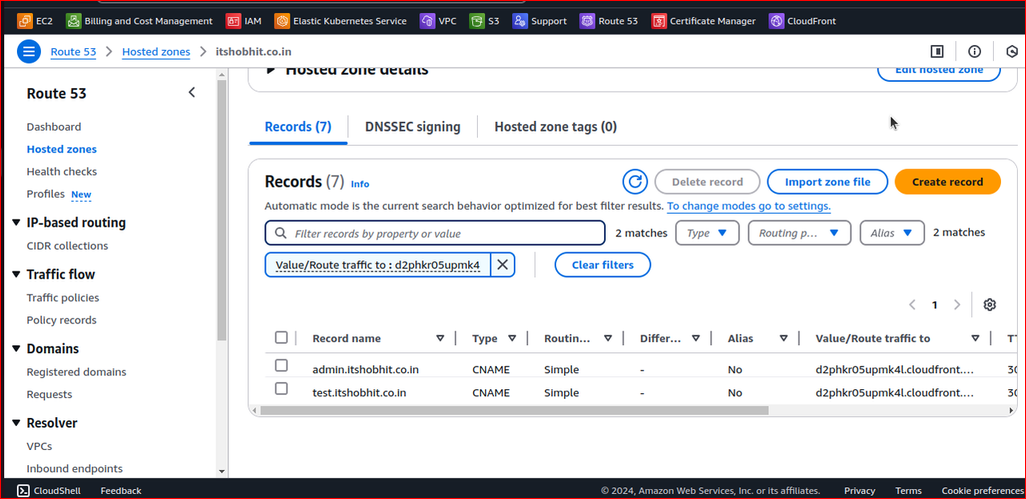 EC2 Billing and Cost Management IAM Elastic Kubernetes Service VPC S3 Support Route 53 Certificate Manager CloudFront
Route 53 > Hosted zones > itshobhit.co.in
Route 53
Dashboard
Hosted zones
Health checks
Profiles New
IP-based routing
CIDR collections
Traffic flow
Traffic policies
Policy records
Domains
Registered domains
Requests
Resolver
VPCs
Inbound endpoints
Hosted zone details Edit hosted zone
Records (7) DNSSEC signing Hosted zone tags (0)
Records (7) Info Delete record Import zone file Create record
Automatic mode is the current search behavior optimized for best filter results. To change modes go to settings.
Filter records by property or value 2 matches Type Routing p... Alias 2 matches
Value/Route traffic to : d2phkr05upmk4 Clear filters
1
Record name Type Routin... Differ... Alias Value/Route traffic to
admin.itshobhit.co.in CNAME Simple - No d2phkr05upmk4l.cloudfront....
test.itshobhit.co.in CNAME Simple - No d2phkr05upmk4l.cloudfront....
CloudShell Feedback © 2024, Amazon Web Services, Inc. or its affiliates. Privacy Terms Cookie preferences